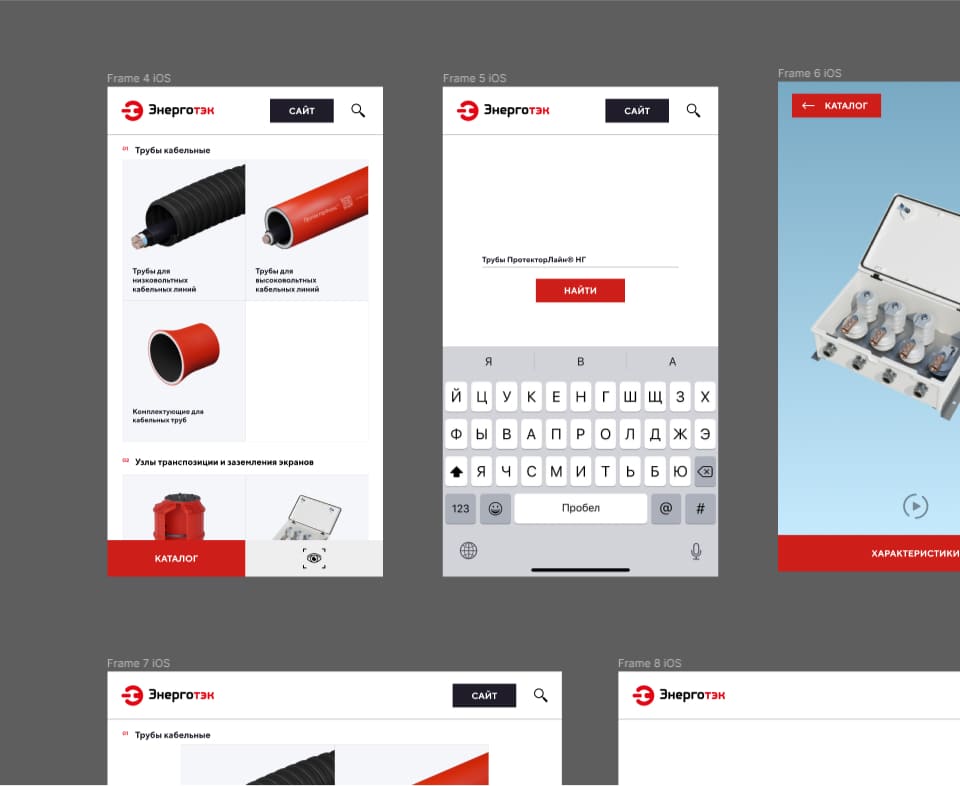 Frame 4 iOS
Энерготэк
САЙТ
01 Трубы кабельные
Трубы для
низковольтных
кабельных линий
Трубы для
высоковольтных
кабельных линий
Комплектующие для
кабельных труб
02 Узлы транспозиции и заземления экранов
КАТАЛОГ
Frame 5 iOS
Энерготэк
САЙТ
Трубы ПротекторЛайн® НГ
НАЙТИ
Я В А
Й Ц У К Е Н Г Ш Щ З Х
Ф Ы В А П Р О Л Д Ж Э
Я Ч С М И Т Ь Б Ю
123 Пробел @ #
Frame 6 iOS
КАТАЛОГ
ХАРАКТЕРИСТИКИ
Frame 7 iOS
Энерготэк
САЙТ
01 Трубы кабельные
Frame 8 iOS
Энерготэк